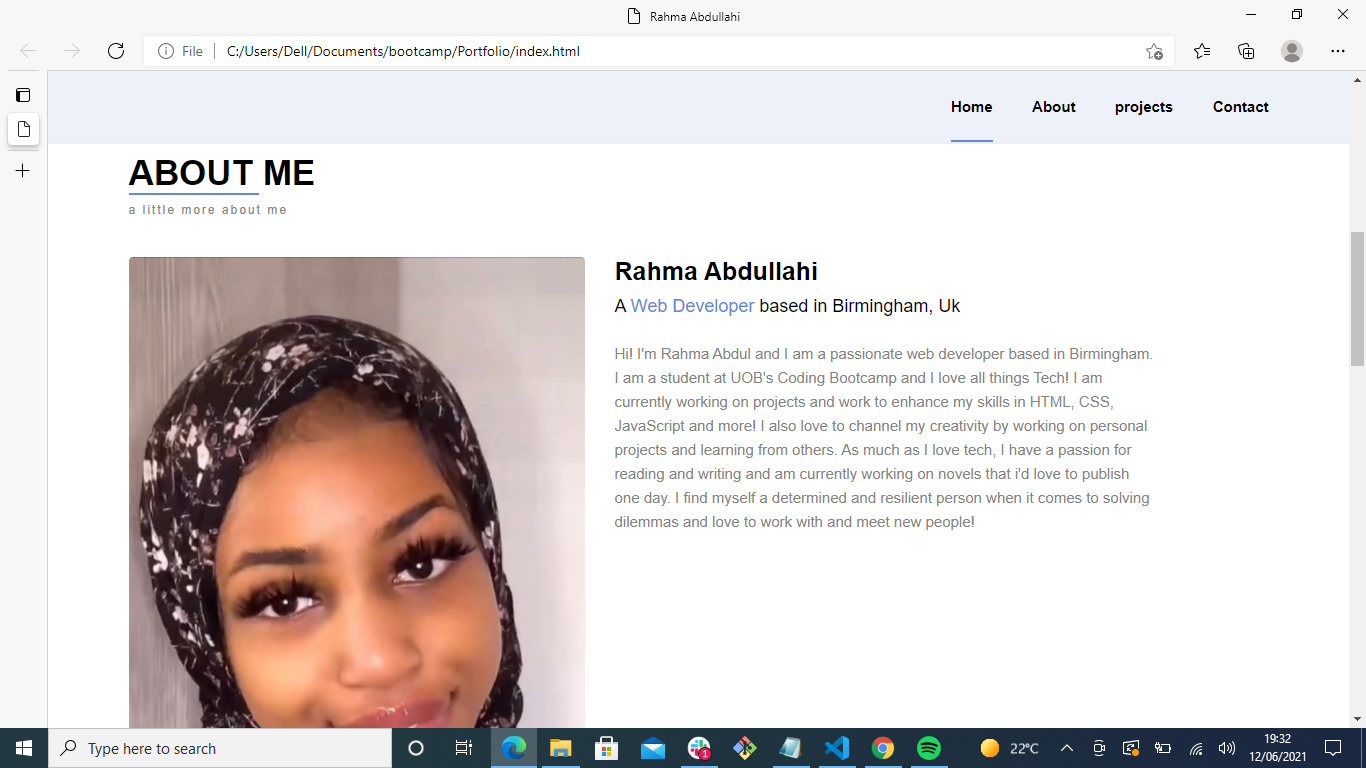 Rahma Abdullahi
File
C:/Users/Dell/Documents/bootcamp/Portfolio/index.html
Home About projects Contact
ABOUT ME
a little more about me
Rahma Abdullahi
A Web Developer based in Birmingham, Uk
Hi! I'm Rahma Abdul and I am a passionate web developer based in Birmingham.
I am a student at UOB's Coding Bootcamp and I love all things Tech! I am
currently working on projects and work to enhance my skills in HTML, CSS,
JavaScript and more! I also love to channel my creativity by working on personal
projects and learning from others. As much as I love tech, I have a passion for
reading and writing and am currently working on novels that i'd love to publish
one day. I find myself a determined and resilient person when it comes to solving
dilemmas and love to work with and meet new people!
Type here to search
1
22°C
19:32
12/06/2021